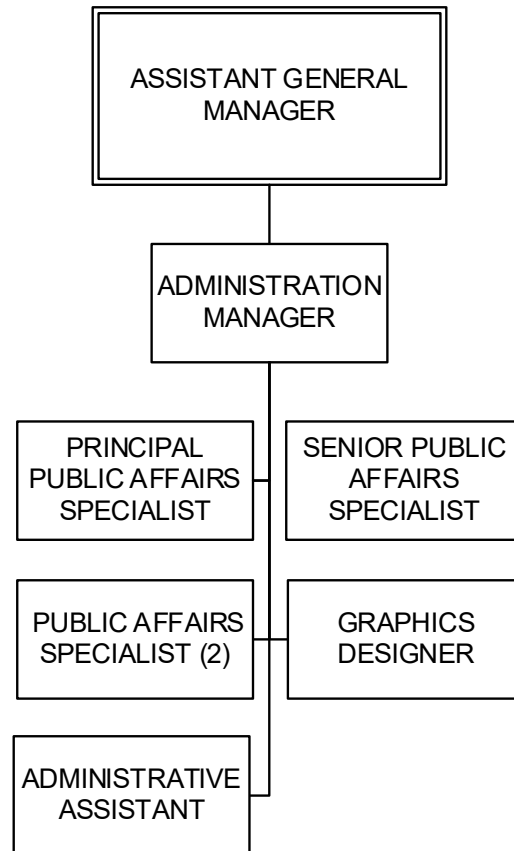 ASSISTANT GENERAL
MANAGER
ADMINISTRATION
MANAGER
PRINCIPAL
PUBLIC AFFAIRS
SPECIALIST
SENIOR PUBLIC
AFFAIRS
SPECIALIST
PUBLIC AFFAIRS
SPECIALIST (2)
GRAPHICS
DESIGNER
ADMINISTRATIVE
ASSISTANT